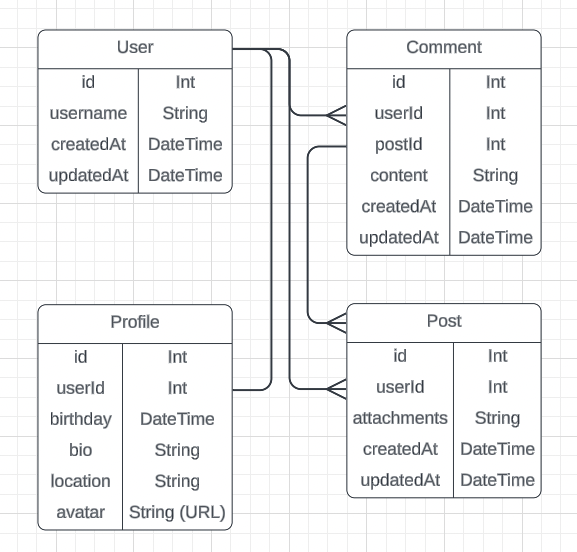 User
id Int
username String
createdAt DateTime
updatedAt DateTime
Comment
id Int
userId Int
postId Int
content String
createdAt DateTime
updatedAt DateTime
Profile
id Int
userId Int
birthday DateTime
bio String
location String
avatar String (URL)
Post
id Int
userId Int
attachments String
createdAt DateTime
updatedAt DateTime